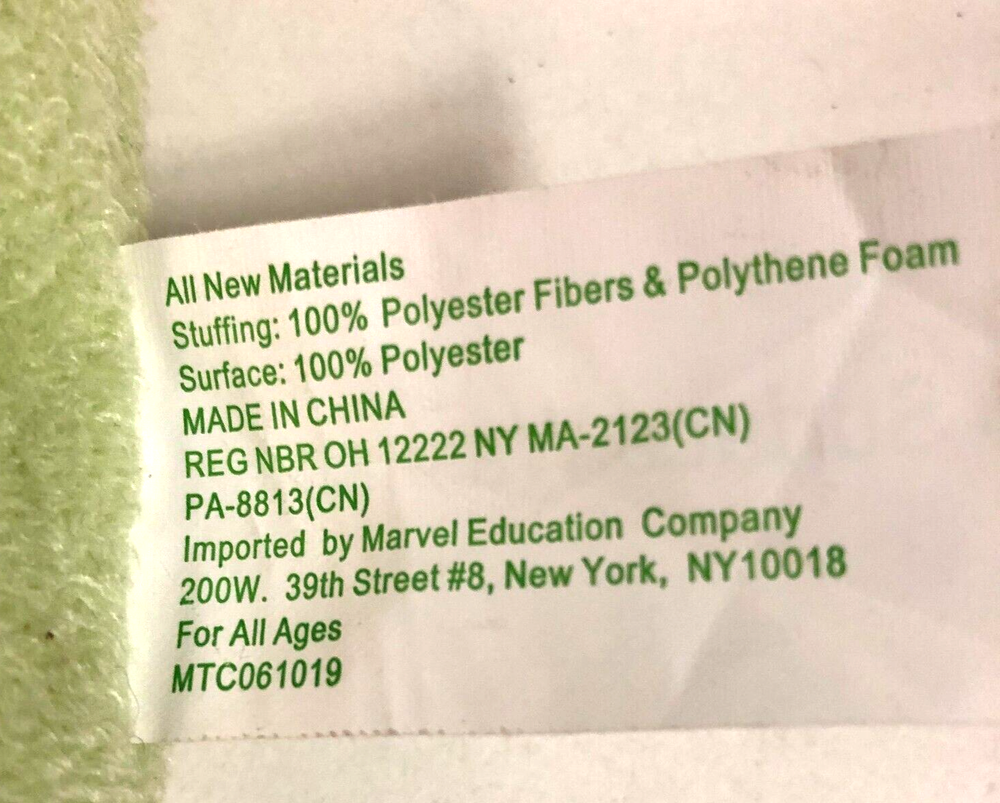 All New Materials
Stuffing: 100% Polyester Fibers & Polythene Foam
Surface: 100% Polyester
MADE IN CHINA
REG NBR OH 12222 NY MA-2123(CN)
PA-8813(CN)
Imported by Marvel Education Company
200W. 39th Street #8, New York, NY10018
For All Ages
MTC061019